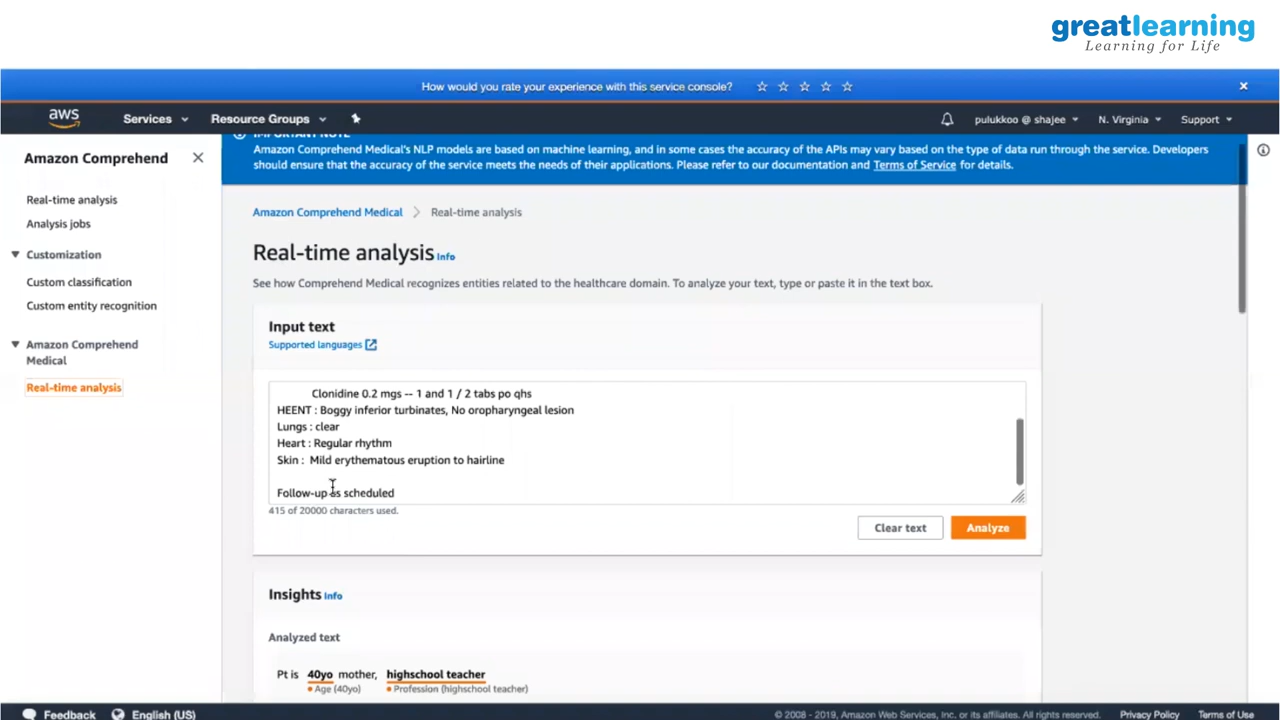 greatlearning
Learning for Life
How would you rate your experience with this service console?
aws Services Resource Groups pulukkoo @ shajee N. Virginia Support
IMPORTANT NOTE
Amazon Comprehend Medical's NLP models are based on machine learning, and in some cases the accuracy of the APIs may vary based on the type of data run through the service. Developers
should ensure that the accuracy of the service meets the needs of their applications. Please refer to our documentation and Terms of Service for details.
Amazon Comprehend
Real-time analysis
Analysis jobs
Customization
Custom classification
Custom entity recognition
Amazon Comprehend
Medical
Real-time analysis
Amazon Comprehend Medical > Real-time analysis
Real-time analysis Info
See how Comprehend Medical recognizes entities related to the healthcare domain. To analyze your text, type or paste it in the text box.
Input text
Supported languages
Clonidine 0.2 mgs -- 1 and 1 / 2 tabs po qhs
HEENT : Boggy inferior turbinates, No oropharyngeal lesion
Lungs : clear
Heart : Regular rhythm
Skin : Mild erythematous eruption to hairline
Follow-up as scheduled
415 of 20000 characters used.
Clear text Analyze
Insights Info
Analyzed text
Pt is 40yo mother, highschool teacher
• Age (40yo) • Profession (highschool teacher)
Feedback English (US) © 2008 - 2019, Amazon Web Services, Inc. or its affiliates. All rights reserved. Privacy Policy Terms of Use